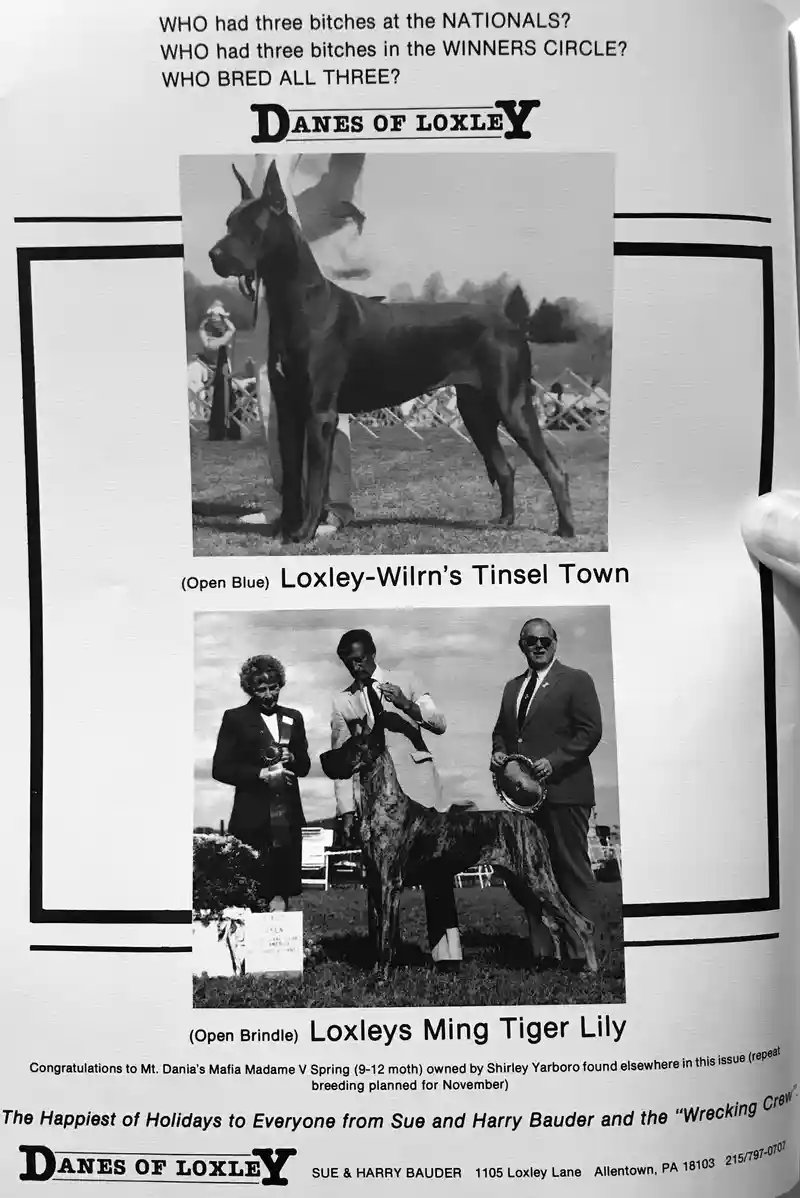 WHO had three bitches at the NATIONALS?
WHO had three bitches in the WINNERS CIRCLE?
WHO BRED ALL THREE?
DANES OF LOXLEY
(Open Blue) Loxley-Wilrn's Tinsel Town
(Open Brindle) Loxleys Ming Tiger Lily
Congratulations to Mt. Dania's Mafia Madame V Spring (9-12 moth) owned by Shirley Yarboro found elsewhere in this issue (repeat
breeding planned for November)
The Happiest of Holidays to Everyone from Sue and Harry Bauder and the "Wrecking Crew".
DANES OF LOXLEY SUE & HARRY BAUDER 1105 Loxley Lane Allentown, PA 18103 215/797-0707